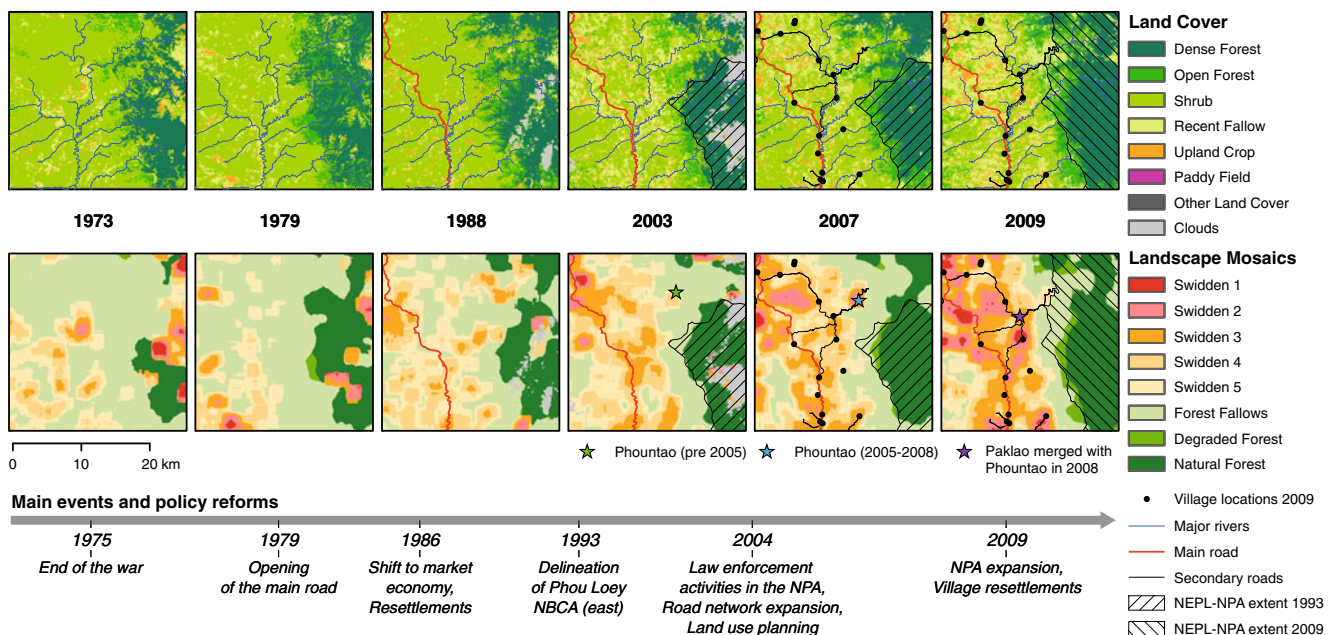 1973
1979
1988
2003
2007
2009
Land Cover
Dense Forest
Open Forest
Shrub
Recent Fallow
Upland Crop
Paddy Field
Other Land Cover
Clouds
Landscape Mosaics
Swidden 1
Swidden 2
Swidden 3
Swidden 4
Swidden 5
Forest Fallows
Degraded Forest
Natural Forest
Village locations 2009
Major rivers
Main road
Secondary roads
NEPL-NPA extent 1993
NEPL-NPA extent 2009
0 10 20 km
Phountao (pre 2005)
Phountao (2005-2008)
Paklao merged with
Phountao in 2008
Main events and policy reforms
1975
End of the war
1979
Opening
of the main road
1986
Shift to market
economy,
Resettlements
1993
Delineation
of Phou Loey
NBCA (east)
2004
Law enforcement
activities in the NPA,
Road network expansion,
Land use planning
2009
NPA expansion,
Village resettlements